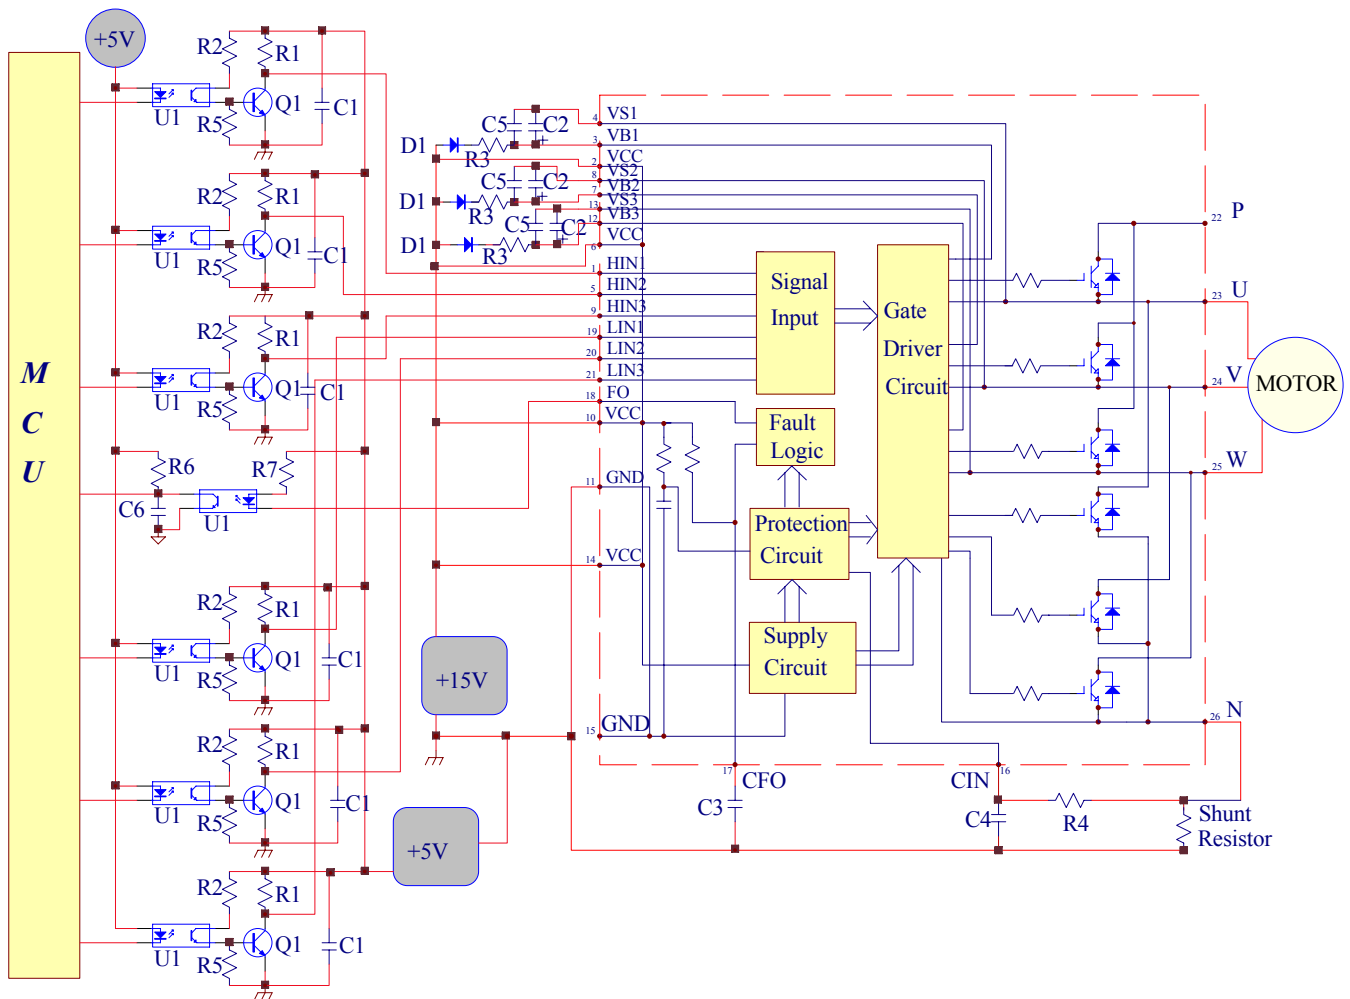 +5V
M
C
U
R2
R1
U1
R5
Q1
C1
R2
R1
U1
R5
Q1
C1
R2
R1
U1
R5
Q1
C1
R6
R7
C6
U1
R2
R1
U1
R5
Q1
C1
R2
R1
U1
R5
Q1
C1
R2
R1
U1
R5
Q1
C1
D1
R3
C5
C2
+
D1
R3
C5
C2
+
D1
R3
C5
C2
+
+15V
+5V
4 VS1
3 VB1
2 VCC
8 VS2
7 VB2
13 VS3
12 VB3
6 VCC
1 HIN1
5 HIN2
9 HIN3
19 LIN1
20 LIN2
21 LIN3
18 FO
10 VCC
11 GND
14 VCC
15 GND
Signal
Input
Gate
Driver
Circuit
Fault
Logic
Protection
Circuit
Supply
Circuit
22 P
23 U
24 V
25 W
26 N
MOTOR
17 CFO
CIN 16
C3
C4
R4
Shunt
Resistor